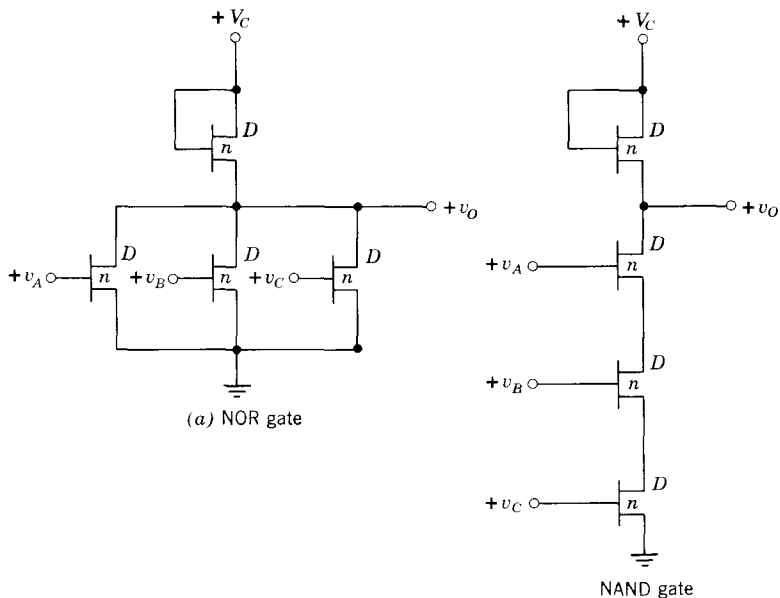 + V_C
D
n
+ v_O
D
+ v_A
n
D
+ v_B
n
D
+ v_C
n
(a) NOR gate
+ V_C
D
n
+ v_O
D
+ v_A
n
D
+ v_B
n
D
+ v_C
n
NAND gate